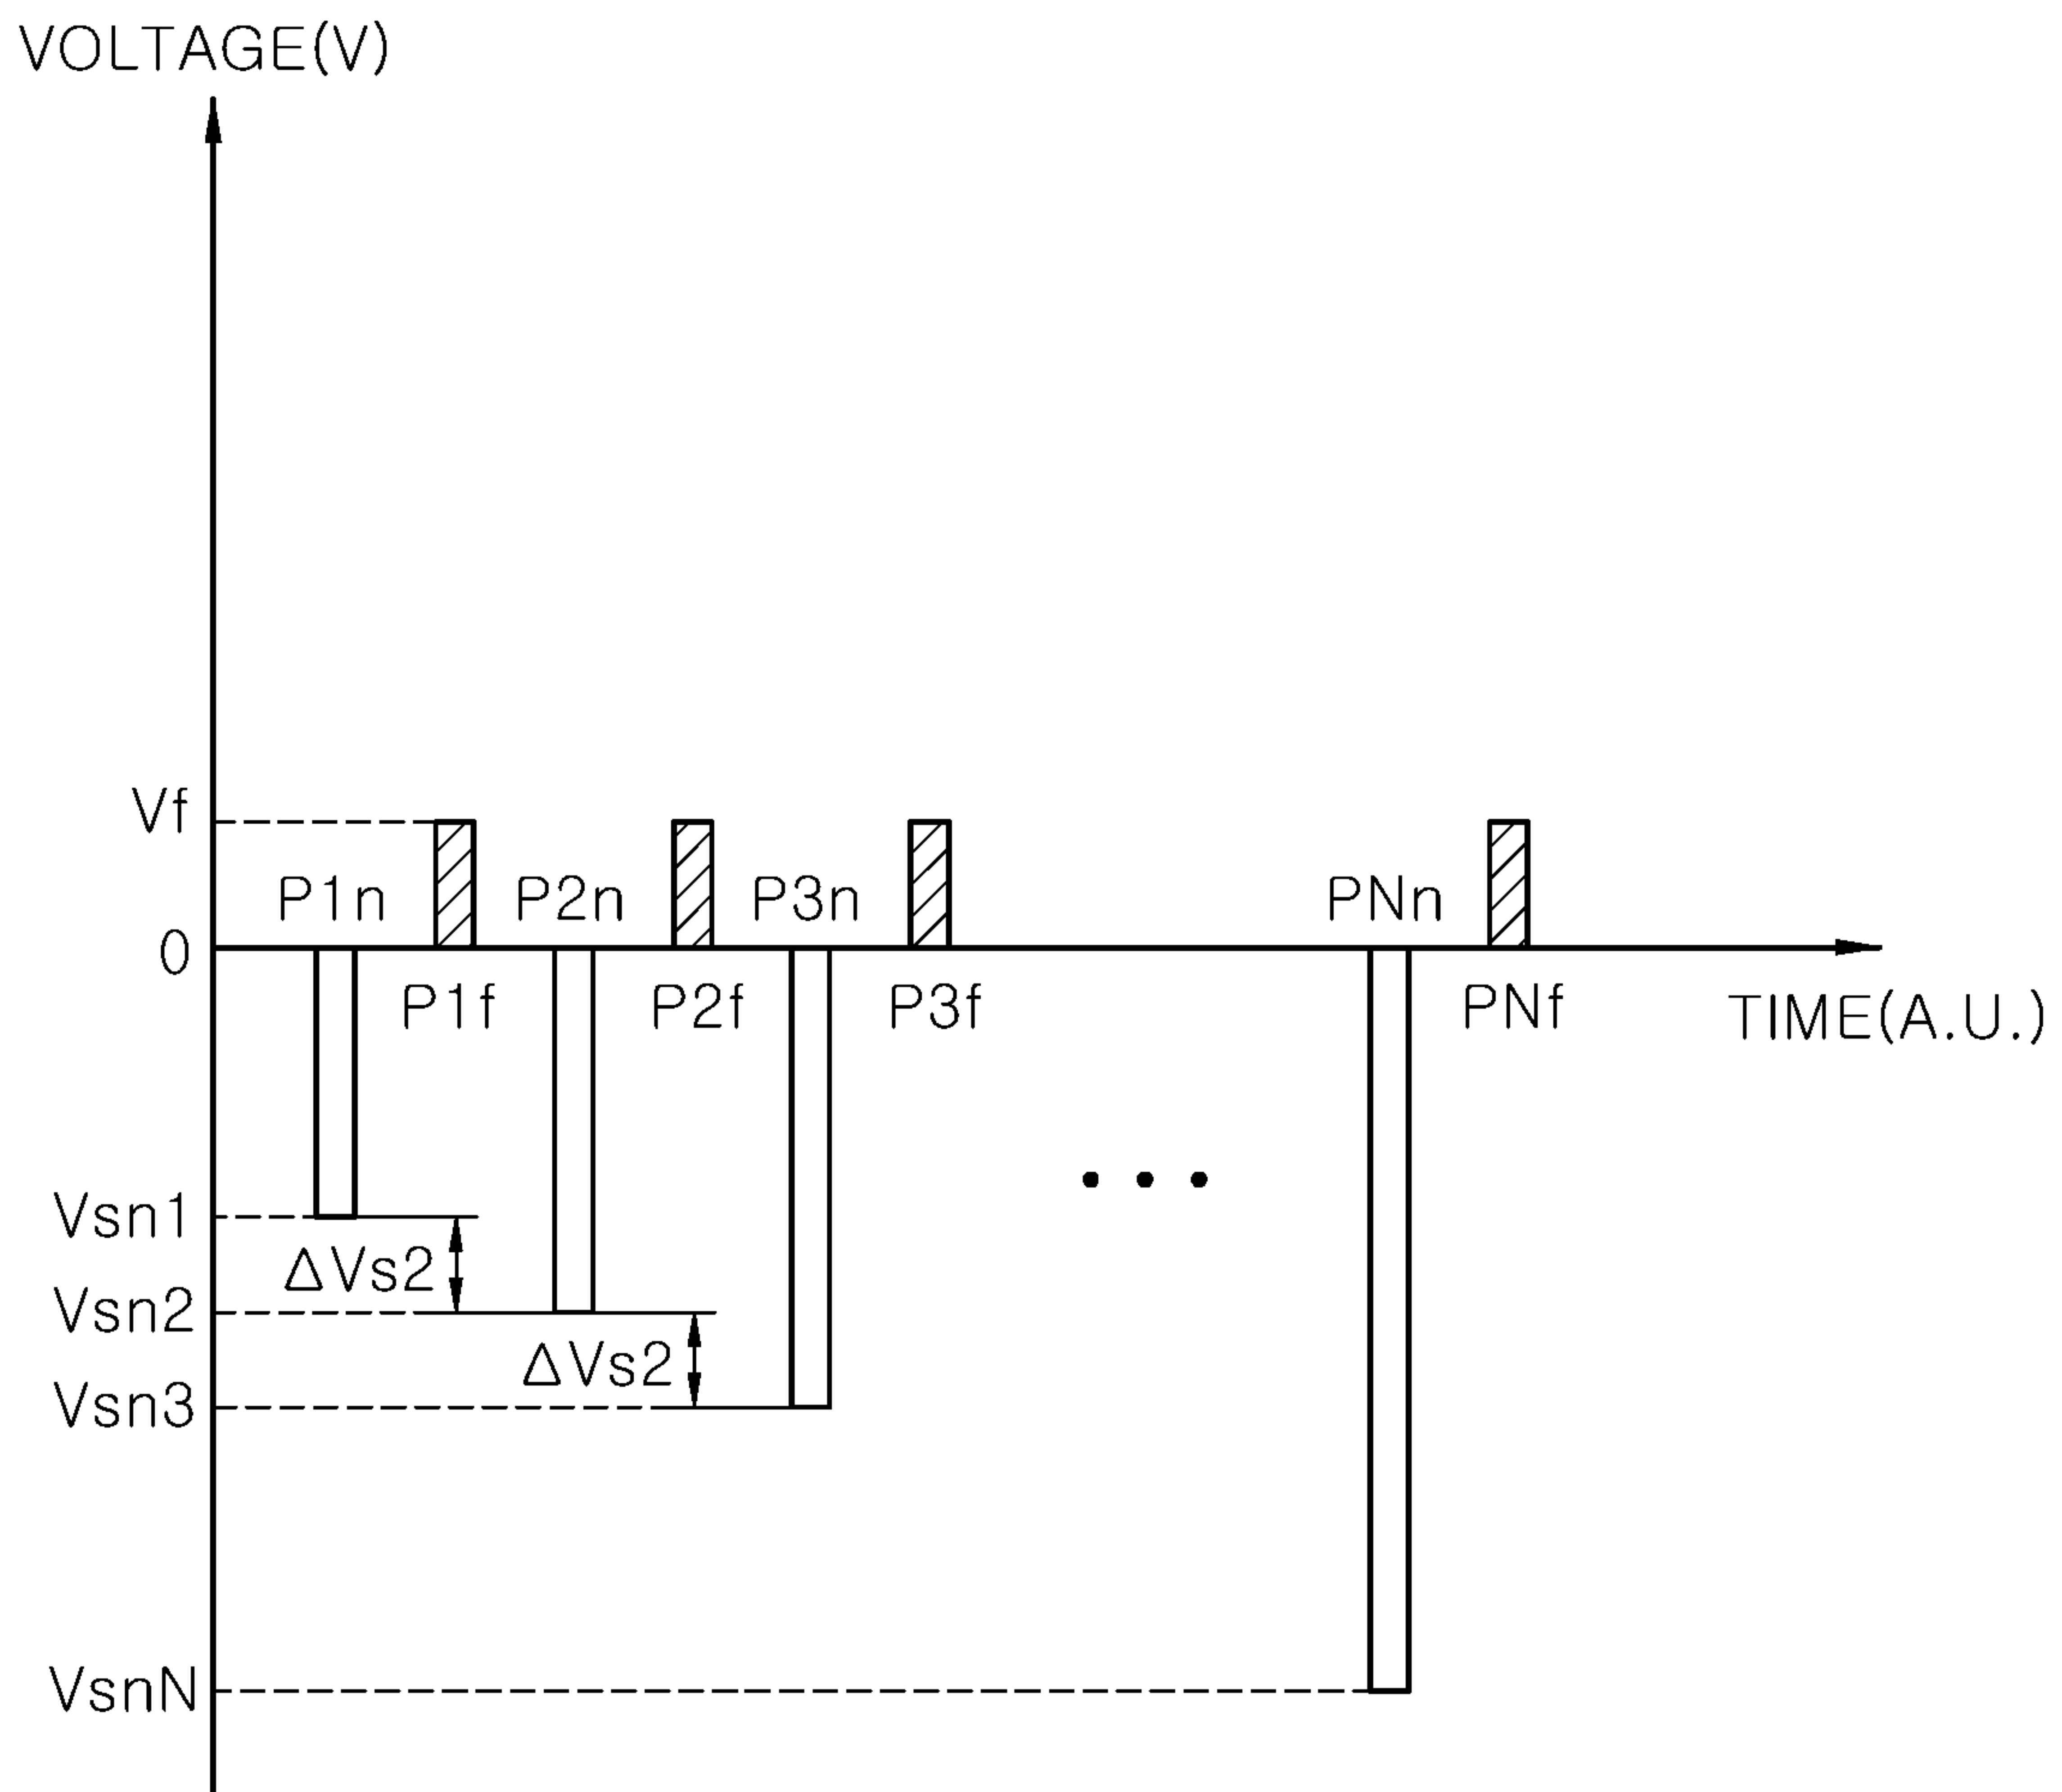 VOLTAGE(V)
Vf
P1n P2n P3n PNn
0
P1f P2f P3f PNf
TIME(A.U.)
Vsn1
ΔVs2
Vsn2
ΔVs2
Vsn3
VsnN